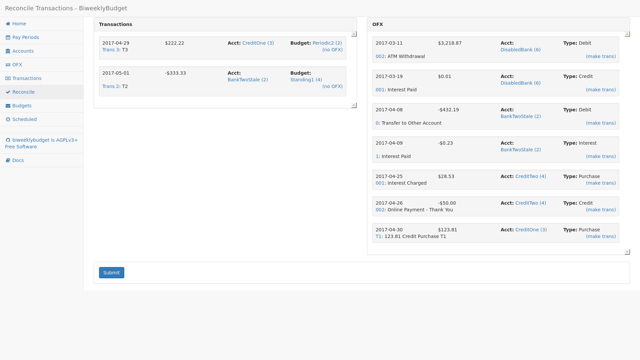 Reconcile Transactions - BiweeklyBudget
Home
Pay Periods
Accounts
OFX
Transactions
Reconcile
Budgets
Scheduled
biweeklybudget is AGPLv3+
Free Software
Docs
Transactions
2017-04-29 $222.22 Acct: CreditOne (3) Budget: Periodic2 (2)
Trans 3: T3 (no OFX)
2017-05-01 -$333.33 Acct: BankTwoStale (2) Budget: Standing1 (4)
Trans 2: T2 (no OFX)
OFX
2017-03-11 $3,218.87 Acct: DisabledBank (6) Type: Debit
002: ATM Withdrawal (make trans)
2017-03-19 $0.01 Acct: DisabledBank (6) Type: Credit
001: Interest Paid (make trans)
2017-04-08 -$432.19 Acct: BankTwoStale (2) Type: Debit
0: Transfer to Other Account (make trans)
2017-04-09 -$0.23 Acct: BankTwoStale (2) Type: Interest
1: Interest Paid (make trans)
2017-04-25 $28.53 Acct: CreditTwo (4) Type: Purchase
001: Interest Charged (make trans)
2017-04-26 -$50.00 Acct: CreditTwo (4) Type: Credit
002: Online Payment - Thank You (make trans)
2017-04-30 $123.81 Acct: CreditOne (3) Type: Purchase
T1: 123.81 Credit Purchase T1 (make trans)
Submit